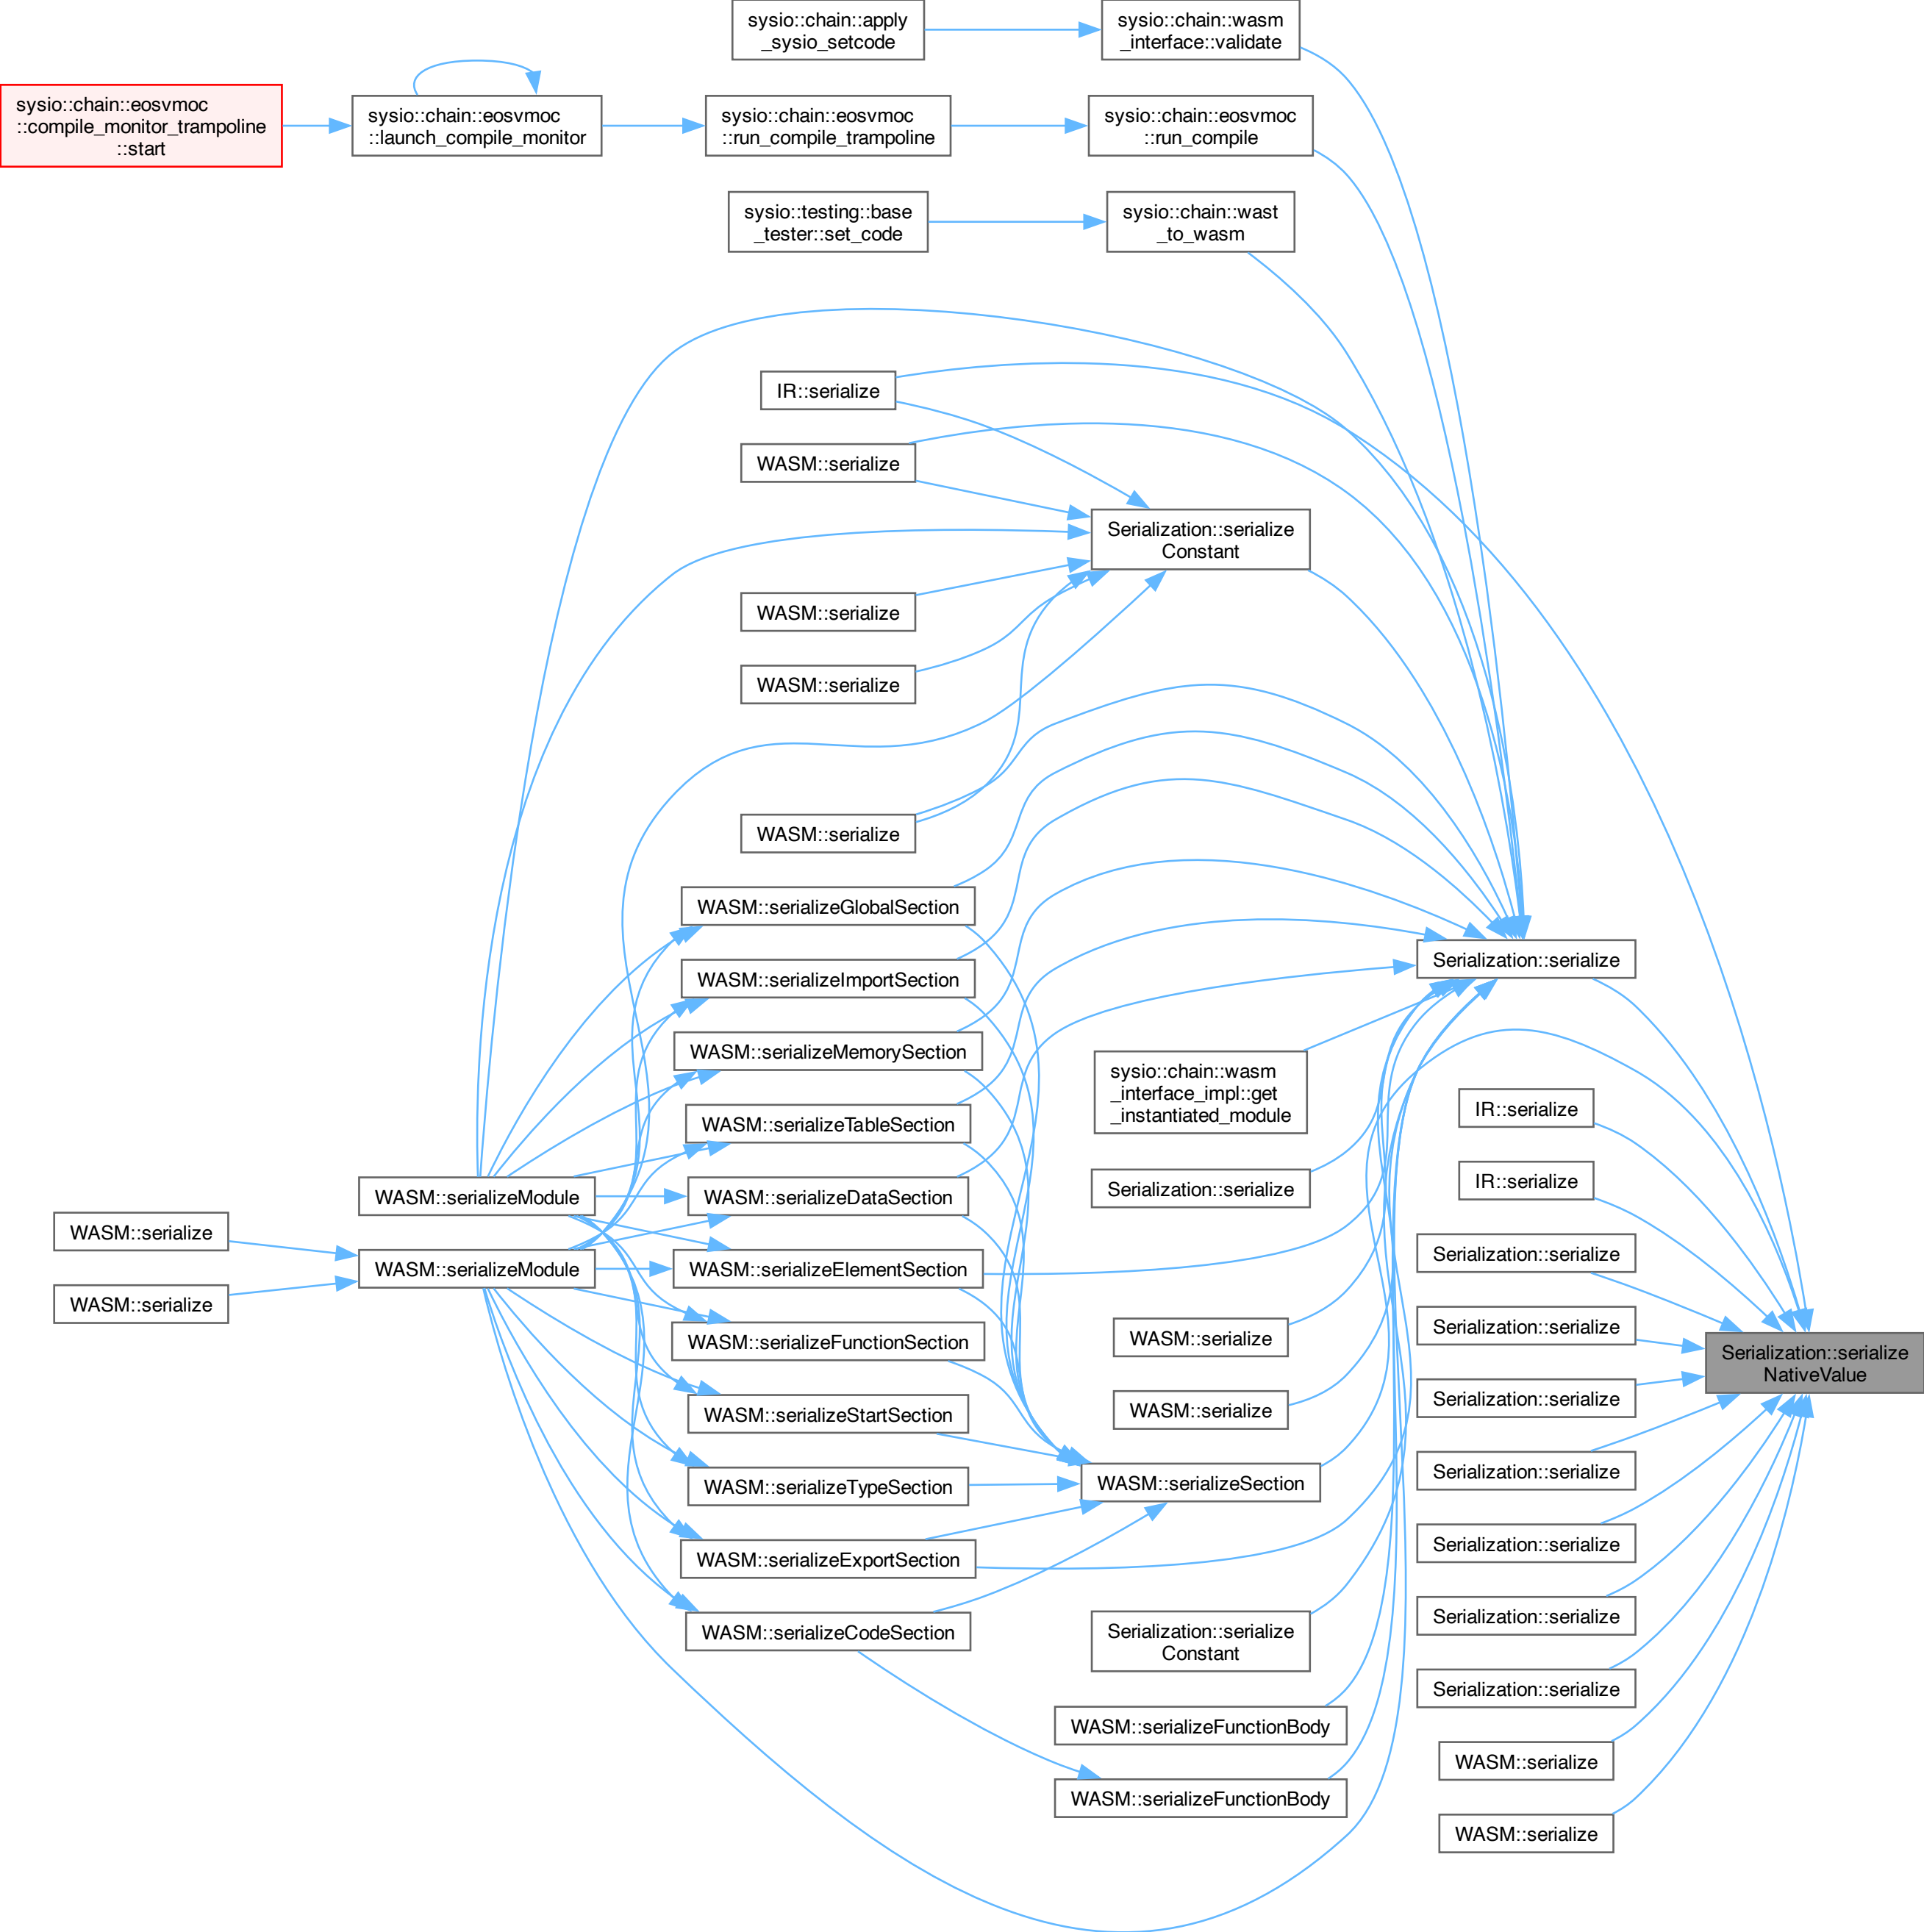 sysio::chain::apply
_sysio_setcode
sysio::chain::wasm
_interface::validate
sysio::chain::eosvmoc
::compile_monitor_trampoline
::start
sysio::chain::eosvmoc
::launch_compile_monitor
sysio::chain::eosvmoc
::run_compile_trampoline
sysio::chain::eosvmoc
::run_compile
sysio::testing::base
_tester::set_code
sysio::chain::wast
_to_wasm
IR::serialize
WASM::serialize
Serialization::serialize
Constant
WASM::serialize
WASM::serialize
WASM::serialize
WASM::serializeGlobalSection
Serialization::serialize
WASM::serializeImportSection
WASM::serializeMemorySection
sysio::chain::wasm
_interface_impl::get
_instantiated_module
IR::serialize
WASM::serializeTableSection
IR::serialize
WASM::serializeModule
WASM::serializeDataSection
Serialization::serialize
WASM::serialize
Serialization::serialize
WASM::serializeModule
WASM::serializeElementSection
WASM::serialize
Serialization::serialize
WASM::serializeFunctionSection
WASM::serialize
Serialization::serialize
NativeValue
Serialization::serialize
WASM::serializeStartSection
WASM::serialize
Serialization::serialize
WASM::serializeTypeSection
WASM::serializeSection
Serialization::serialize
WASM::serializeExportSection
Serialization::serialize
WASM::serializeCodeSection
Serialization::serialize
Constant
Serialization::serialize
WASM::serializeFunctionBody
WASM::serialize
WASM::serializeFunctionBody
WASM::serialize